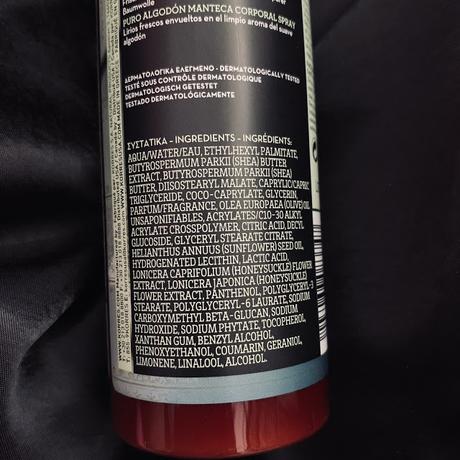 Baumwolle
PURO ALGODÓN MANTECA CORPORAL SPRAY
Lirios frescos envueltos en el limpio aroma del suave
algodón
ΔΕΡΜΑΤΟΛΟΓΙΚΑ ΕΛΕΓΜΕΝΟ - DERMATOLOGICALLY TESTED
TESTÉ SOUS CONTRÔLE DERMATOLOGIQUE
DERMATOLOGISCH GETESTET
TESTADO DERMATOLÓGICAMENTE
ΣΥΣΤΑΤΙΚΑ - INGREDIENTS - INGRÉDIENTS:
AQUA/WATER/EAU, ETHYLHEXYL PALMITATE,
BUTYROSPERMUM PARKII (SHEA) BUTTER
EXTRACT, BUTYROSPERMUM PARKII (SHEA)
BUTTER, DIISOSTEARYL MALATE, CAPRYLIC/CAPRIC
TRIGLYCERIDE, COCO-CAPRYLATE, GLYCERIN,
PARFUM/FRAGRANCE, OLEA EUROPAEA (OLIVE) OIL
UNSAPONIFIABLES, ACRYLATES/C10-30 ALKYL
ACRYLATE CROSSPOLYMER, CITRIC ACID, DECYL
GLUCOSIDE, GLYCERYL STEARATE CITRATE,
HELIANTHUS ANNUUS (SUNFLOWER) SEED OIL,
HYDROGENATED LECITHIN, LACTIC ACID,
LONICERA CAPRIFOLIUM (HONEYSUCKLE) FLOWER
EXTRACT, LONICERA JAPONICA (HONEYSUCKLE)
FLOWER EXTRACT, PANTHENOL, POLYGLYCERYL-3
STEARATE, POLYGLYCERYL-6 LAURATE, SODIUM
CARBOXYMETHYL BETA-GLUCAN, SODIUM
HYDROXIDE, SODIUM PHYTATE, TOCOPHEROL,
XANTHAN GUM, BENZYL ALCOHOL,
PHENOXYETHANOL, COUMARIN, GERANIOL,
LIMONENE, LINALOOL, ALCOHOL.